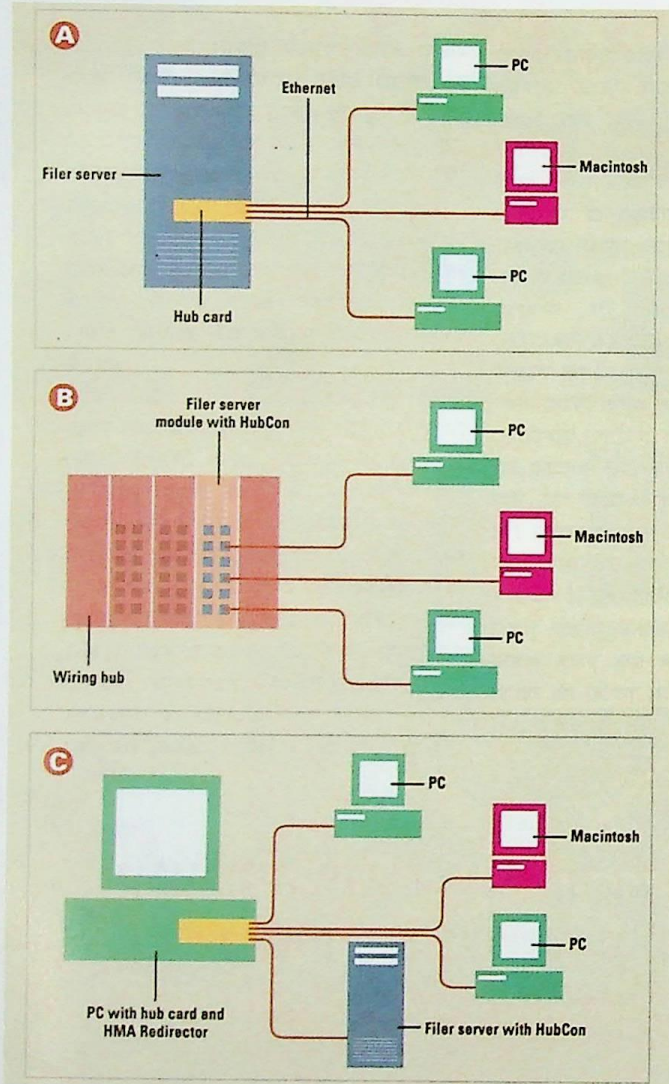 A
PC
Ethernet
Macintosh
Filer server
PC
Hub card
B
Filer server
module with HubCon
PC
Macintosh
PC
Wiring hub
C
PC
Macintosh
PC
PC with hub card and
HMA Redirector
Filer server with HubCon